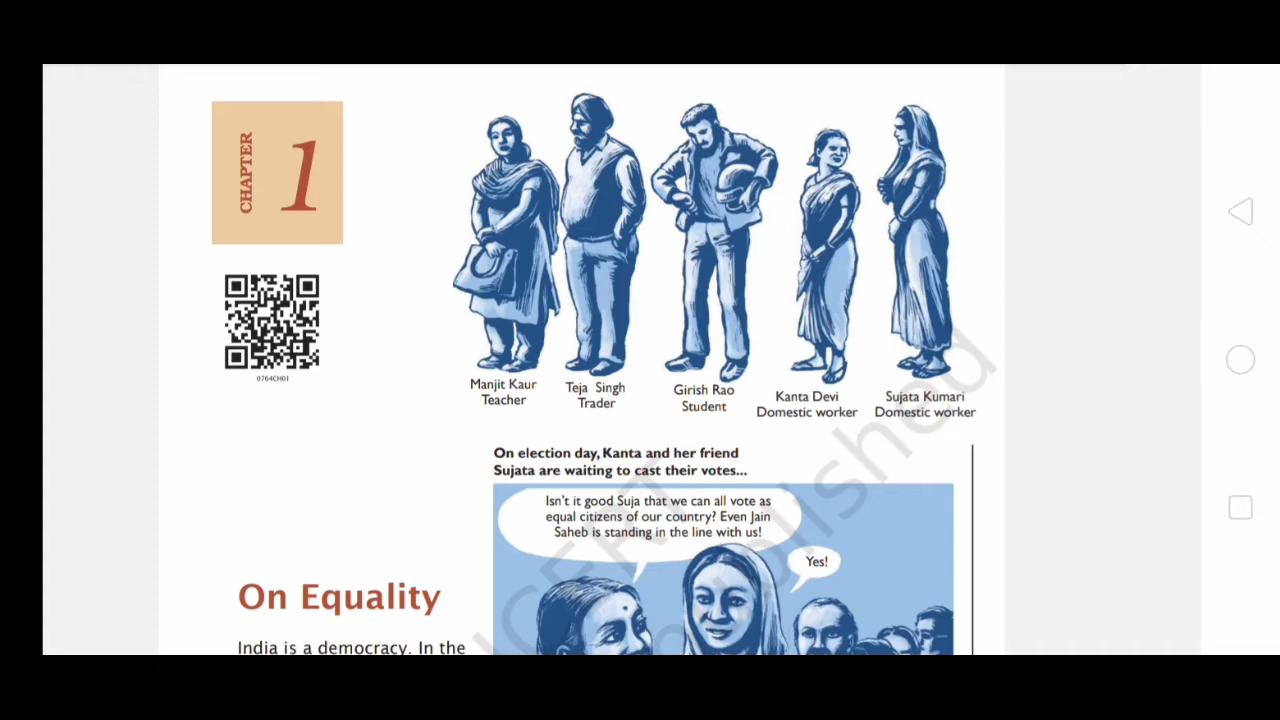 CHAPTER
1
0764CH01
Manjit Kaur
Teacher
Teja Singh
Trader
Girish Rao
Student
Kanta Devi
Domestic worker
Sujata Kumari
Domestic worker
On election day, Kanta and her friend
Sujata are waiting to cast their votes...
Isn't it good Suja that we can all vote as
equal citizens of our country? Even Jain
Saheb is standing in the line with us!
Yes!
On Equality
India is a democracy. In the